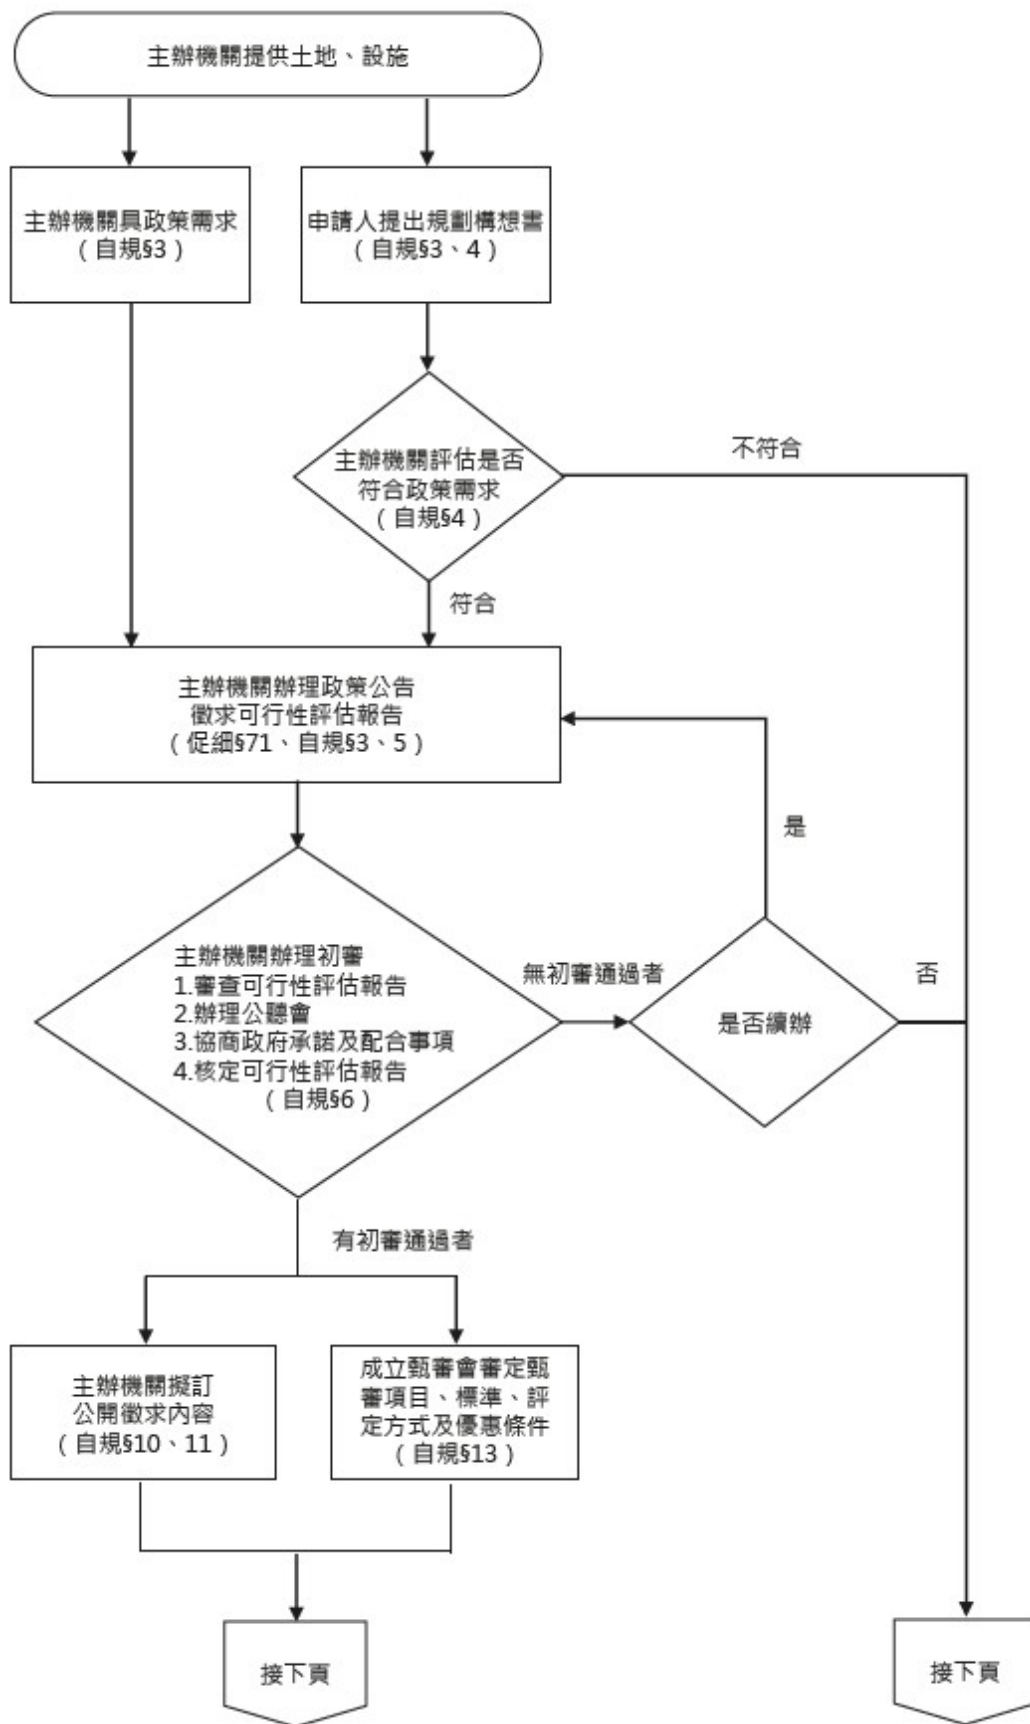 主辦機關提供土地、設施
主辦機關具政策需求
（自規§3）
申請人提出規劃構想書
（自規§3、4）
主辦機關評估是否
符合政策需求
（自規§4）
不符合
符合
主辦機關辦理政策公告
徵求可行性評估報告
（促細§71、自規§3、5）
是
主辦機關辦理初審
1.審查可行性評估報告
2.辦理公聽會
3.協商政府承諾及配合事項
4.核定可行性評估報告
（自規§6）
無初審通過者
是否續辦
否
有初審通過者
主辦機關擬訂
公開徵求內容
（自規§10、11）
成立甄審會審定甄
審項目、標準、評
定方式及優惠條件
（自規§13）
接下頁
接下頁